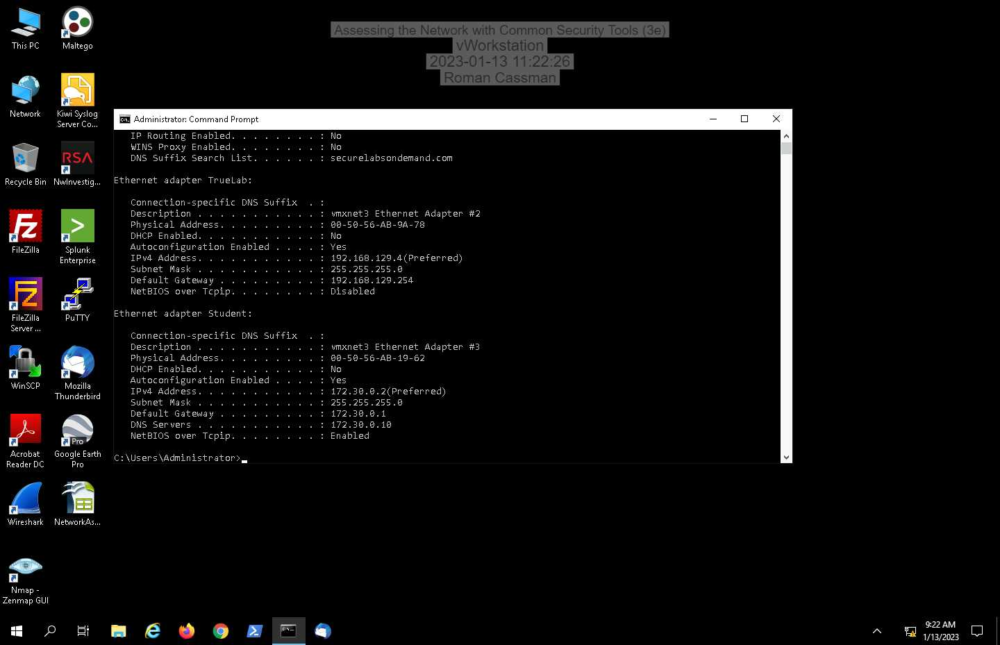 Assessing the Network with Common Security Tools (3e)
vWorkstation
2023-01-13 11:22:26
Roman Cassman
This PC
Maltego
Network
Kiwi Syslog
Server Co...
Recycle Bin
RSA
NwInvestig...
FileZilla
Splunk
Enterprise
FileZilla
Server ...
PuTTY
WinSCP
Mozilla
Thunderbird
Acrobat
Reader DC
Pro
Google Earth
Pro
Wireshark
NetworkAs...
Nmap -
Zenmap GUI
Administrator: Command Prompt
   IP Routing Enabled. . . . . . . . : No
   WINS Proxy Enabled. . . . . . . . : No
   DNS Suffix Search List. . . . . . : securelabsondemand.com
Ethernet adapter TrueLab:
   Connection-specific DNS Suffix  . :
   Description . . . . . . . . . . . : vmxnet3 Ethernet Adapter #2
   Physical Address. . . . . . . . . : 00-50-56-AB-9A-78
   DHCP Enabled. . . . . . . . . . . : No
   Autoconfiguration Enabled . . . . : Yes
   IPv4 Address. . . . . . . . . . . : 192.168.129.4(Preferred)
   Subnet Mask . . . . . . . . . . . : 255.255.255.0
   Default Gateway . . . . . . . . . : 192.168.129.254
   NetBIOS over Tcpip. . . . . . . . : Disabled
Ethernet adapter Student:
   Connection-specific DNS Suffix  . :
   Description . . . . . . . . . . . : vmxnet3 Ethernet Adapter #3
   Physical Address. . . . . . . . . : 00-50-56-AB-19-62
   DHCP Enabled. . . . . . . . . . . : No
   Autoconfiguration Enabled . . . . : Yes
   IPv4 Address. . . . . . . . . . . : 172.30.0.2(Preferred)
   Subnet Mask . . . . . . . . . . . : 255.255.255.0
   Default Gateway . . . . . . . . . : 172.30.0.1
   DNS Servers . . . . . . . . . . . : 172.30.0.10
   NetBIOS over Tcpip. . . . . . . . : Enabled
C:\Users\Administrator>
9:22 AM
1/13/2023